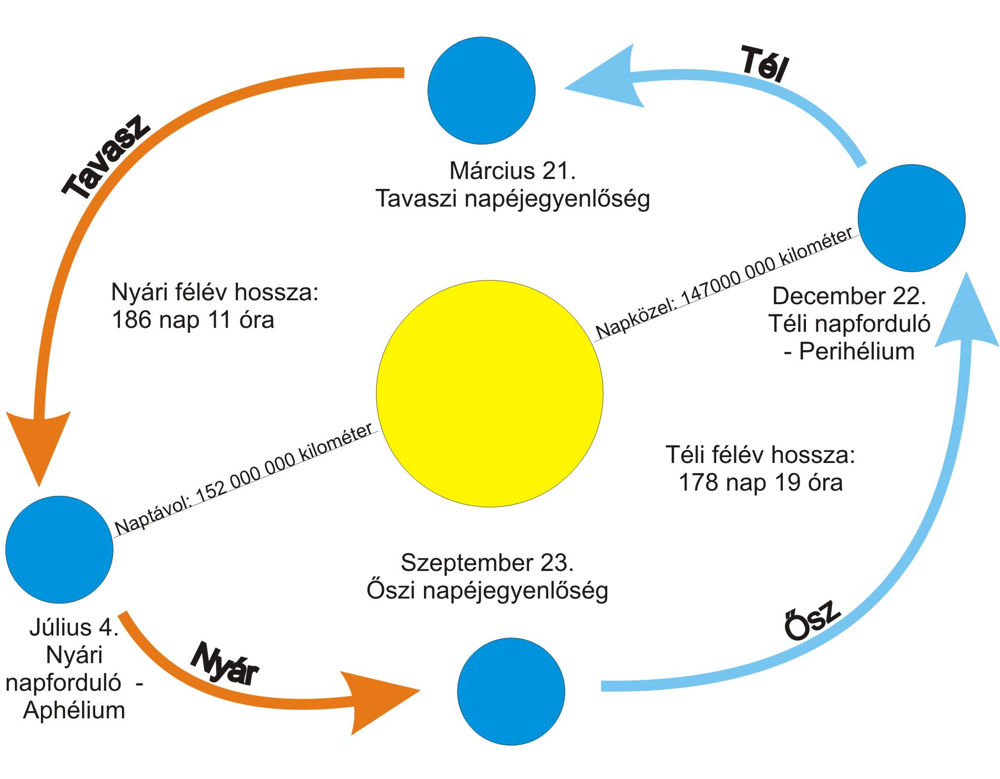 Tél
Tavasz
Március 21.
Tavaszi napéjegyenlőség
Napközel: 147000 000 kilométer
Nyári félév hossza:
186 nap 11 óra
December 22.
Téli napforduló
- Perihélium
Naptávol: 152 000 000 kilométer
Téli félév hossza:
178 nap 19 óra
Szeptember 23.
Őszi napéjegyenlőség
Ősz
Július 4.
Nyári
napforduló -
Aphélium
Nyár